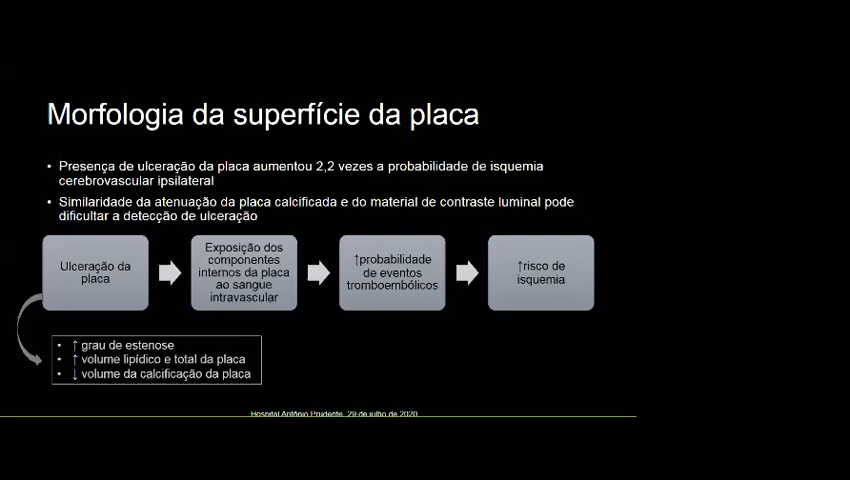 Morfologia da superfície da placa
• Presença de ulceração da placa aumentou 2,2 vezes a probabilidade de isquemia
cerebrovascular ipsilateral
• Similaridade da atenuação da placa calcificada e do material de contraste luminal pode
dificultar a detecção de ulceração
Ulceração da
placa
Exposição dos
componentes
internos da placa
ao sangue
intravascular
↑probabilidade
de eventos
tromboembólicos
↑risco de
isquemia
• ↑ grau de estenose
• ↑ volume lipídico e total da placa
• ↓ volume da calcificação da placa
Hospital Antônio Prudente, 29 de julho de 2020